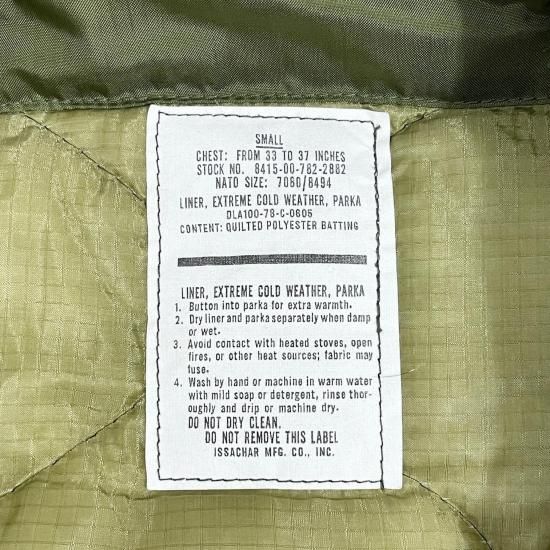 SMALL
CHEST: FROM 33 TO 37 INCHES
STOCK NO. 8415-00-782-2882
NATO SIZE: 7060/8494
LINER, EXTREME COLD WEATHER, PARKA
DLA100-78-C-0605
CONTENT: QUILTED POLYESTER BATTING
LINER, EXTREME COLD WEATHER, PARKA
1. Button into parka for extra warmth.
2. Dry liner and parka separately when damp
or wet.
3. Avoid contact with heated stoves, open
fires, or other heat sources; fabric may
fuse.
4. Wash by hand or machine in warm water
with mild soap or detergent, rinse thor-
oughly and drip or machine dry.
DO NOT DRY CLEAN.
DO NOT REMOVE THIS LABEL
ISSACHAR MFG. CO., INC.